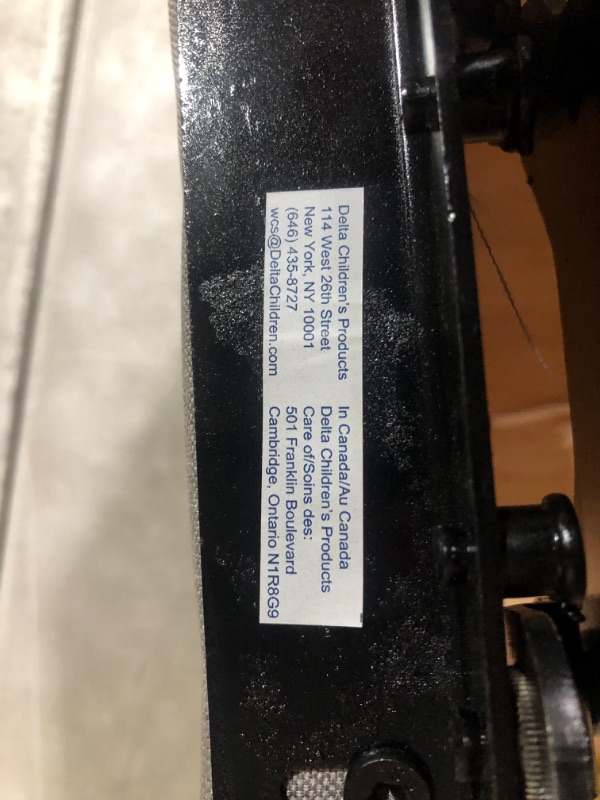 Delta Children's Products
114 West 26th Street
New York, NY 10001
(646) 435-8727
wcs@DeltaChildren.com
In Canada/Au Canada
Delta Children's Products
Care of/Soins des:
501 Franklin Boulevard
Cambridge, Ontario N1R8G9